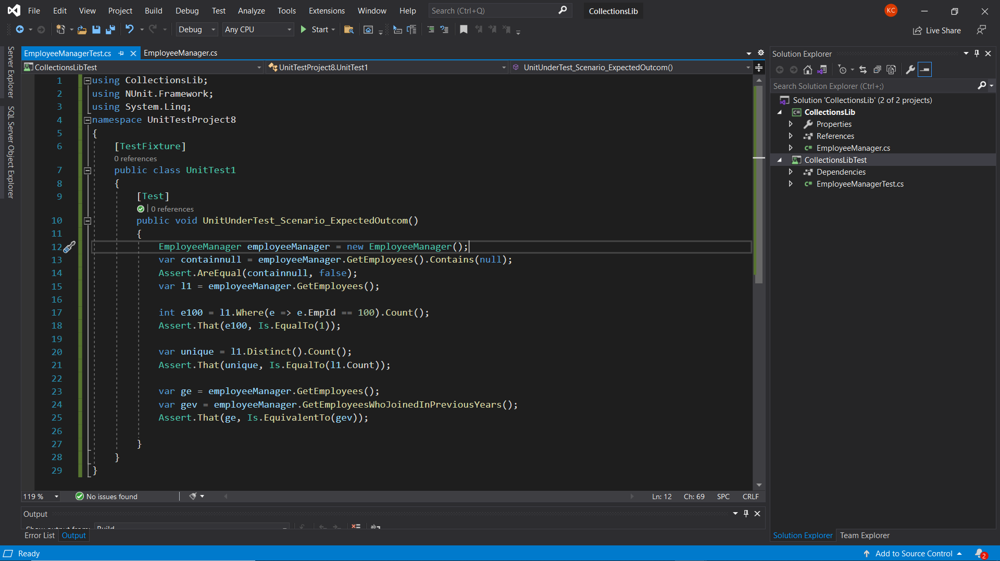 File Edit View Project Build Debug Test Analyze Tools Extensions Window Help Search (Ctrl+Q) CollectionsLib KC
Debug Any CPU Start Live Share
Server Explorer
SQL Server Object Explorer
EmployeeManagerTest.cs EmployeeManager.cs
CollectionsLibTest UnitTestProject8.UnitTest1 UnitUnderTest_Scenario_ExpectedOutcom()
1 using CollectionsLib;
2 using NUnit.Framework;
3 using System.Linq;
4 namespace UnitTestProject8
5 {
6 [TestFixture]
0 references
7 public class UnitTest1
8 {
9 [Test]
0 references
10 public void UnitUnderTest_Scenario_ExpectedOutcom()
11 {
12 EmployeeManager employeeManager = new EmployeeManager();
13 var containnull = employeeManager.GetEmployees().Contains(null);
14 Assert.AreEqual(containnull, false);
15 var l1 = employeeManager.GetEmployees();
16
17 int e100 = l1.Where(e => e.EmpId == 100).Count();
18 Assert.That(e100, Is.EqualTo(1));
19
20 var unique = l1.Distinct().Count();
21 Assert.That(unique, Is.EqualTo(l1.Count));
22
23 var ge = employeeManager.GetEmployees();
24 var gev = employeeManager.GetEmployeesWhoJoinedInPreviousYears();
25 Assert.That(ge, Is.EquivalentTo(gev));
26
27 }
28 }
29 }
119 % No issues found Ln: 12 Ch: 69 SPC CRLF
Output
Show output from: Build
Error List Output
Solution Explorer
Search Solution Explorer (Ctrl+;)
Solution 'CollectionsLib' (2 of 2 projects)
CollectionsLib
Properties
References
C# EmployeeManager.cs
CollectionsLibTest
Dependencies
C# EmployeeManagerTest.cs
Solution Explorer Team Explorer
Ready Add to Source Control 2